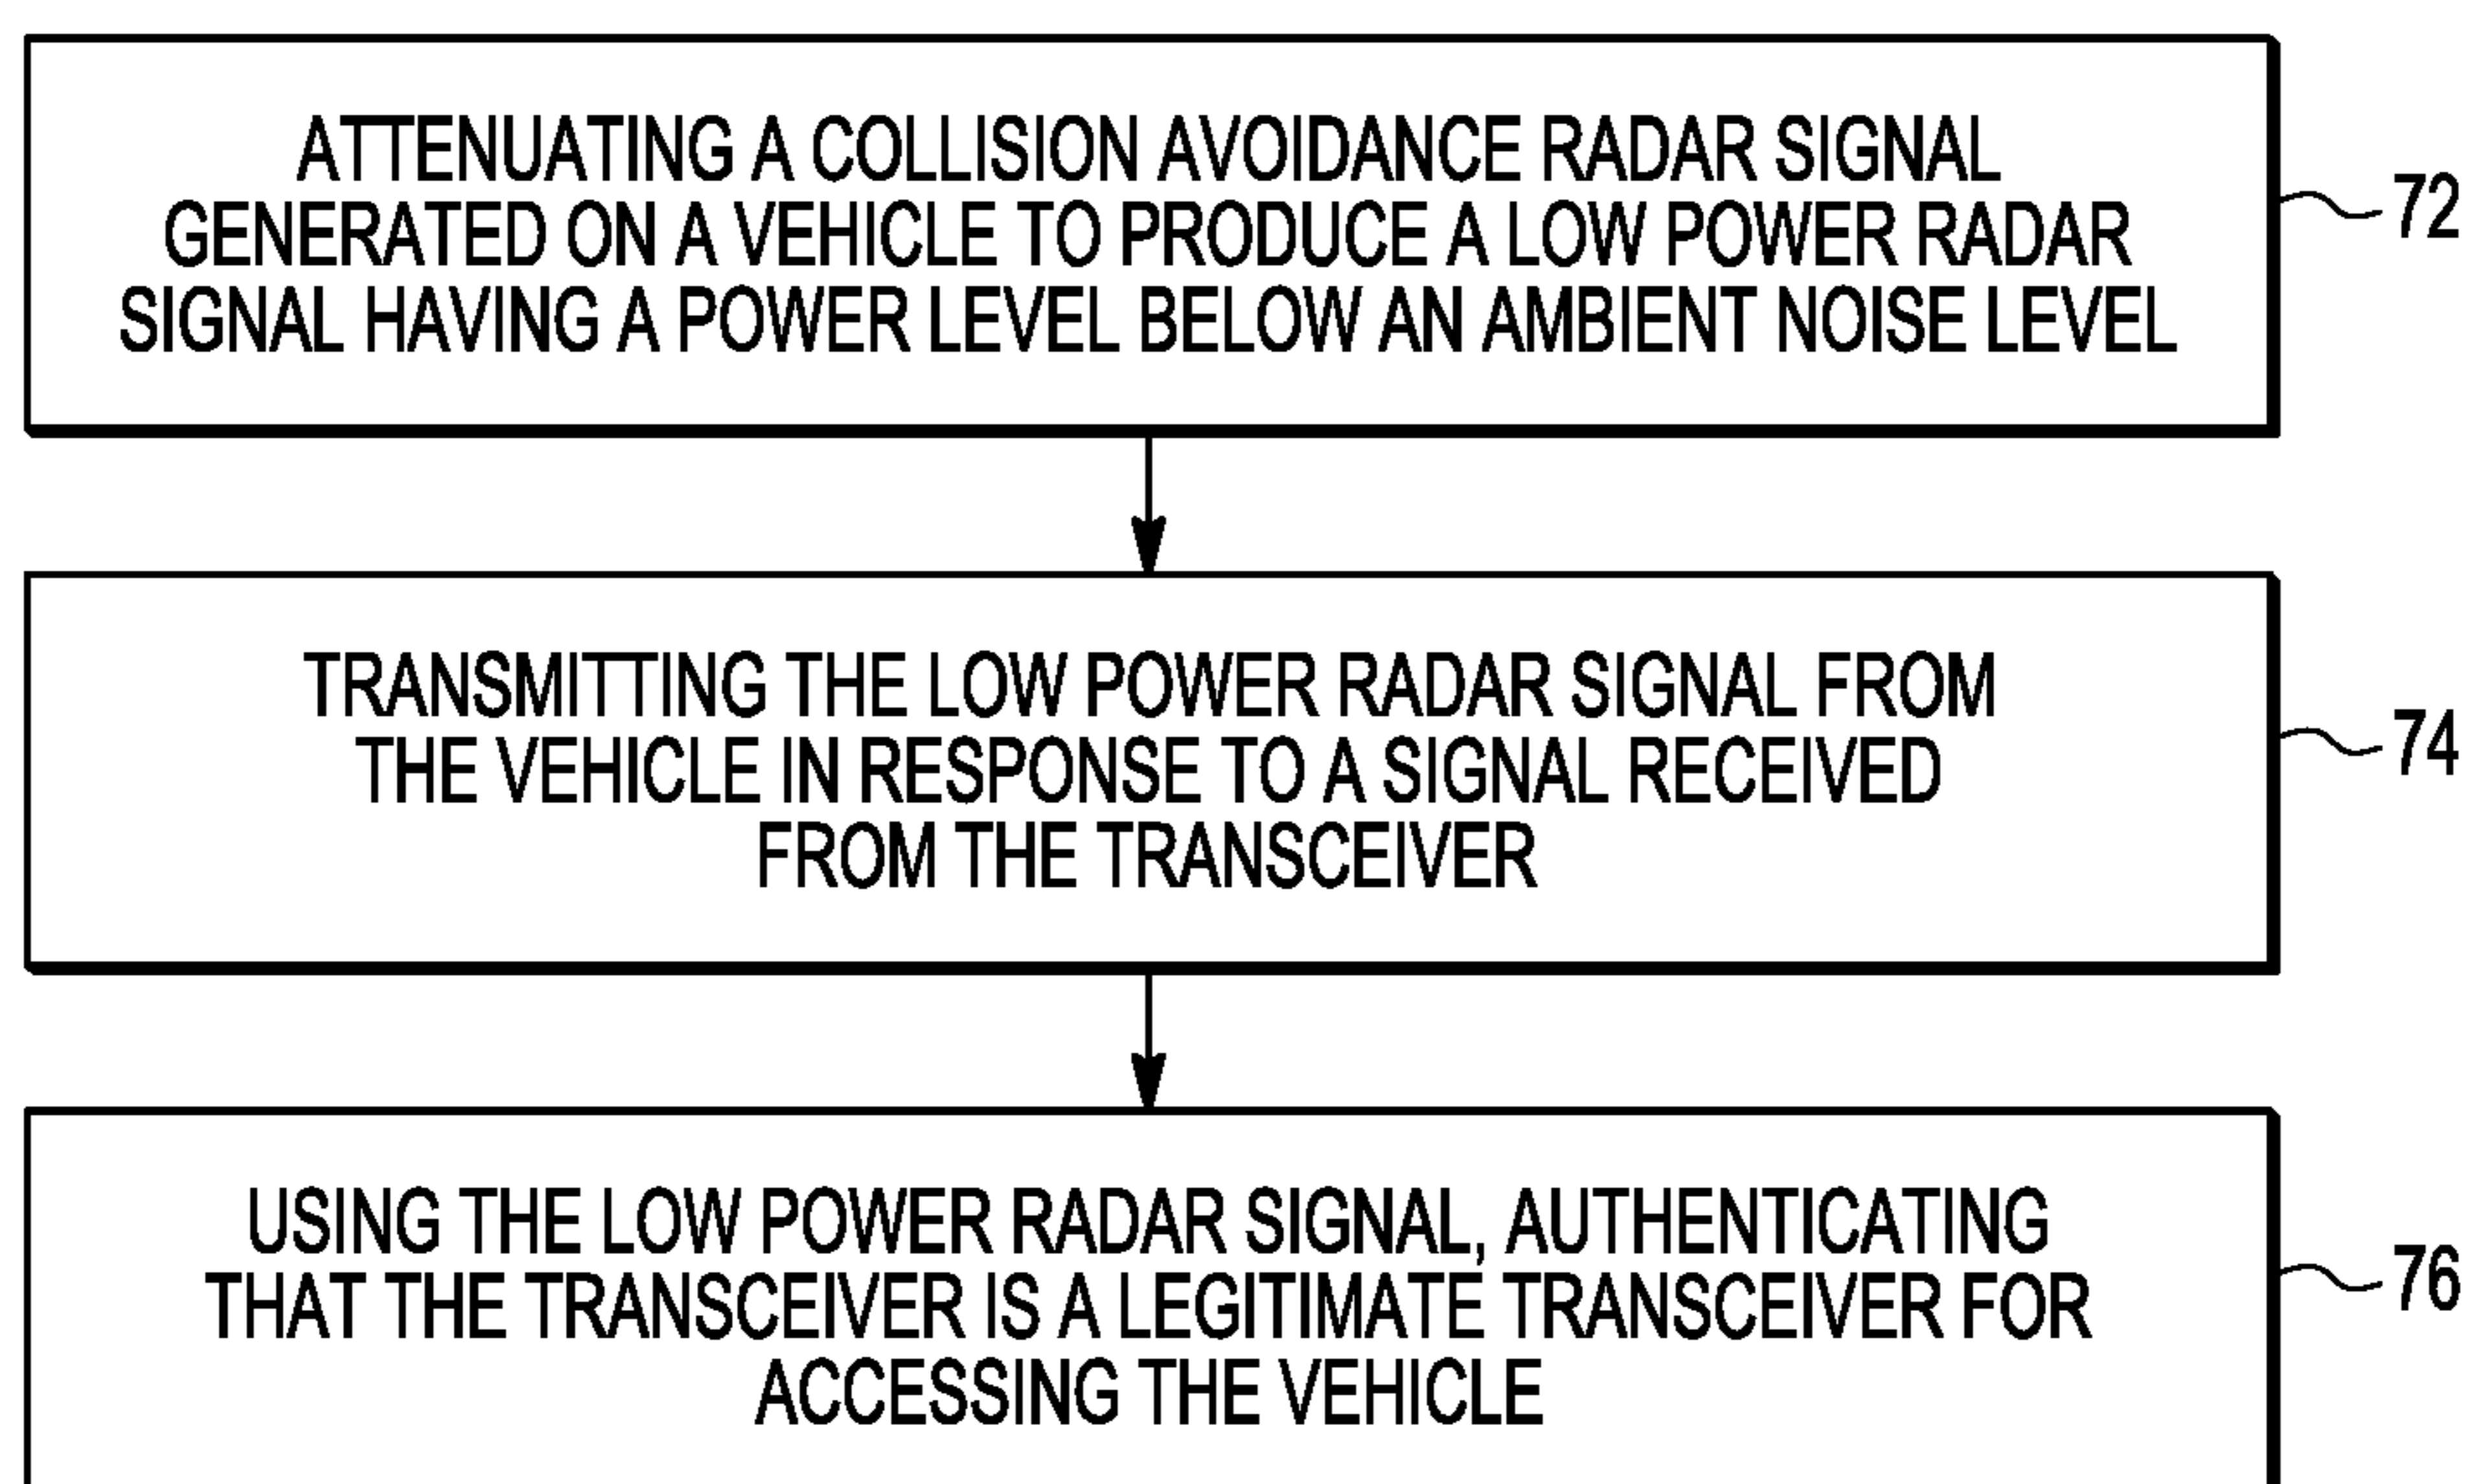 ATTENUATING A COLLISION AVOIDANCE RADAR SIGNAL
GENERATED ON A VEHICLE TO PRODUCE A LOW POWER RADAR
SIGNAL HAVING A POWER LEVEL BELOW AN AMBIENT NOISE LEVEL
72
TRANSMITTING THE LOW POWER RADAR SIGNAL FROM
THE VEHICLE IN RESPONSE TO A SIGNAL RECEIVED
FROM THE TRANSCEIVER
74
USING THE LOW POWER RADAR SIGNAL, AUTHENTICATING
THAT THE TRANSCEIVER IS A LEGITIMATE TRANSCEIVER FOR
ACCESSING THE VEHICLE
76